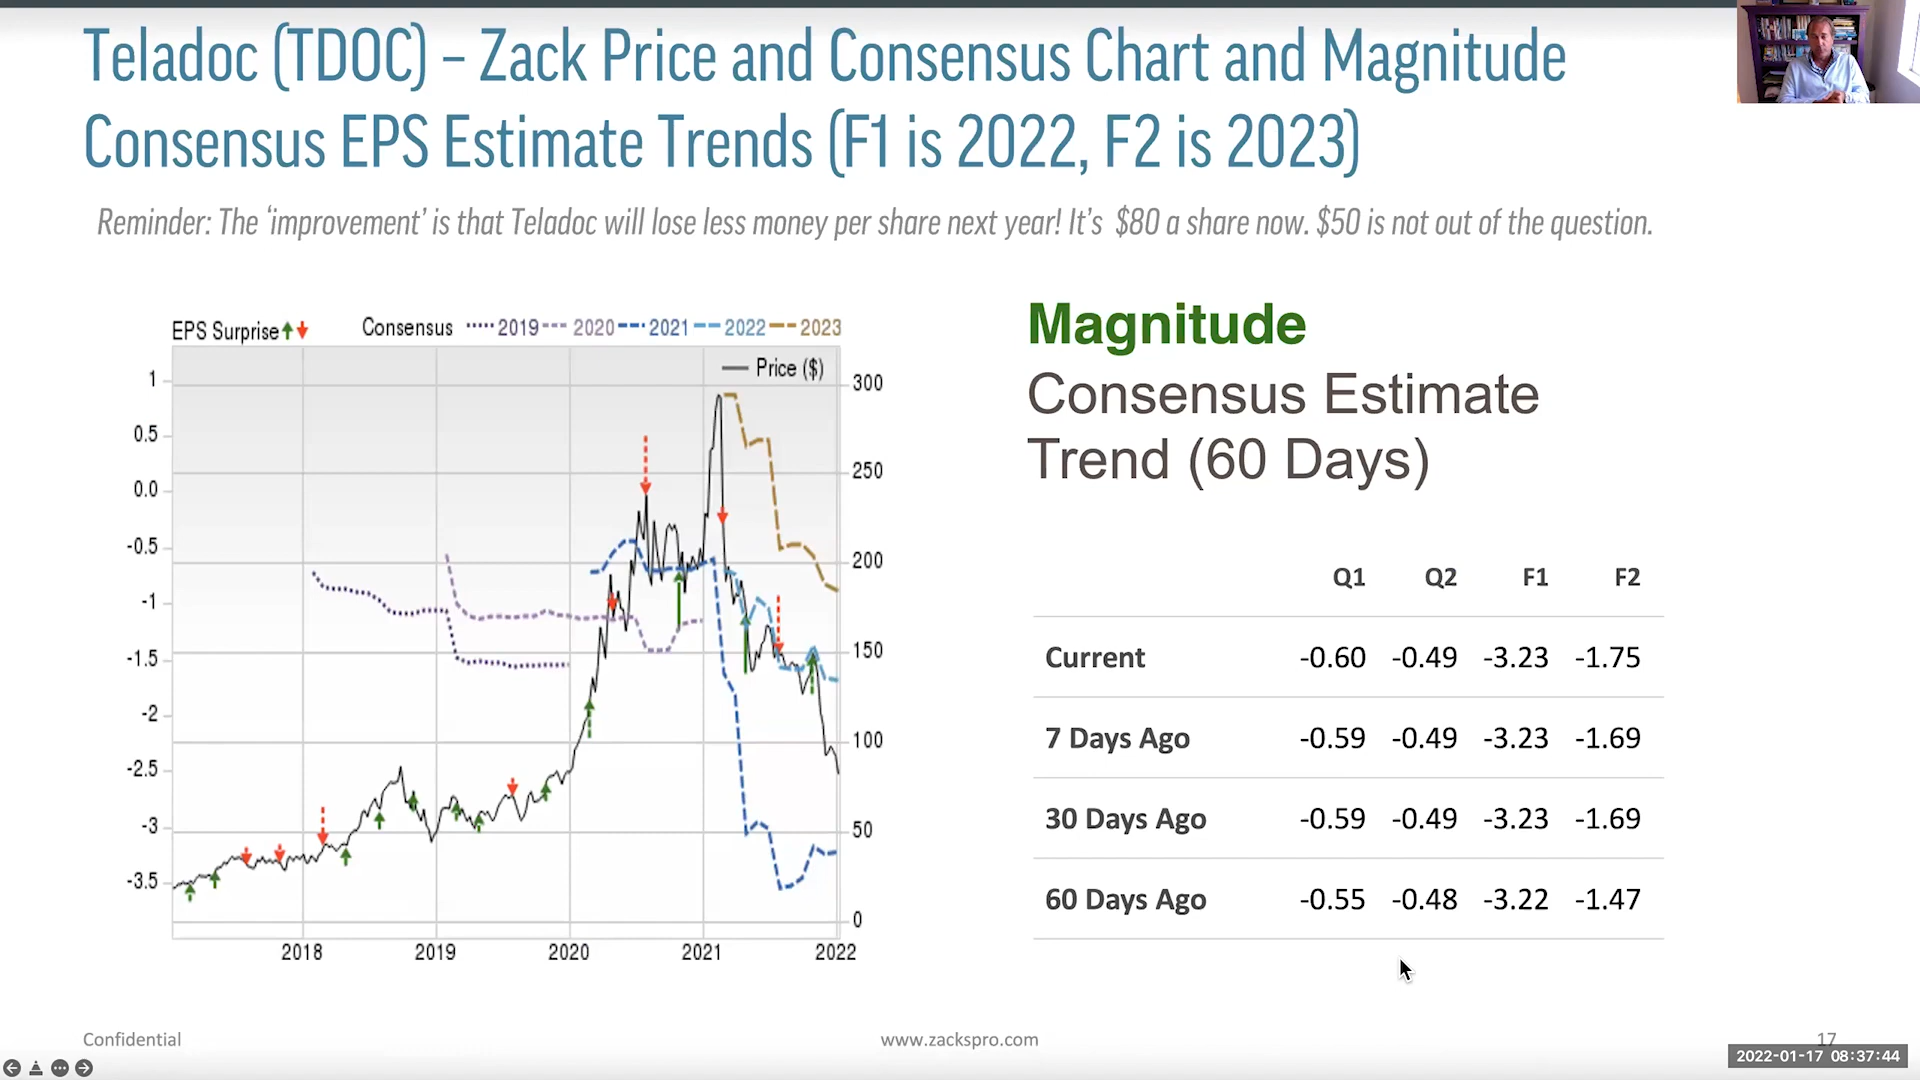 Teladoc (TDOC) – Zack Price and Consensus Chart and Magnitude
Consensus EPS Estimate Trends (F1 is 2022, F2 is 2023)
Reminder: The ‘improvement’ is that Teladoc will lose less money per share next year! It’s $80 a share now. $50 is not out of the question.
EPS Surprise Consensus 2019 2020 2021 2022 2023
Price ($)
1
0.5
0.0
-0.5
-1
-1.5
-2
-2.5
-3
-3.5
300
250
200
150
100
50
0
2018 2019 2020 2021 2022
Magnitude
Consensus Estimate
Trend (60 Days)
Q1 Q2 F1 F2
Current -0.60 -0.49 -3.23 -1.75
7 Days Ago -0.59 -0.49 -3.23 -1.69
30 Days Ago -0.59 -0.49 -3.23 -1.69
60 Days Ago -0.55 -0.48 -3.22 -1.47
Confidential www.zackspro.com 17
2022-01-17 08:37:44